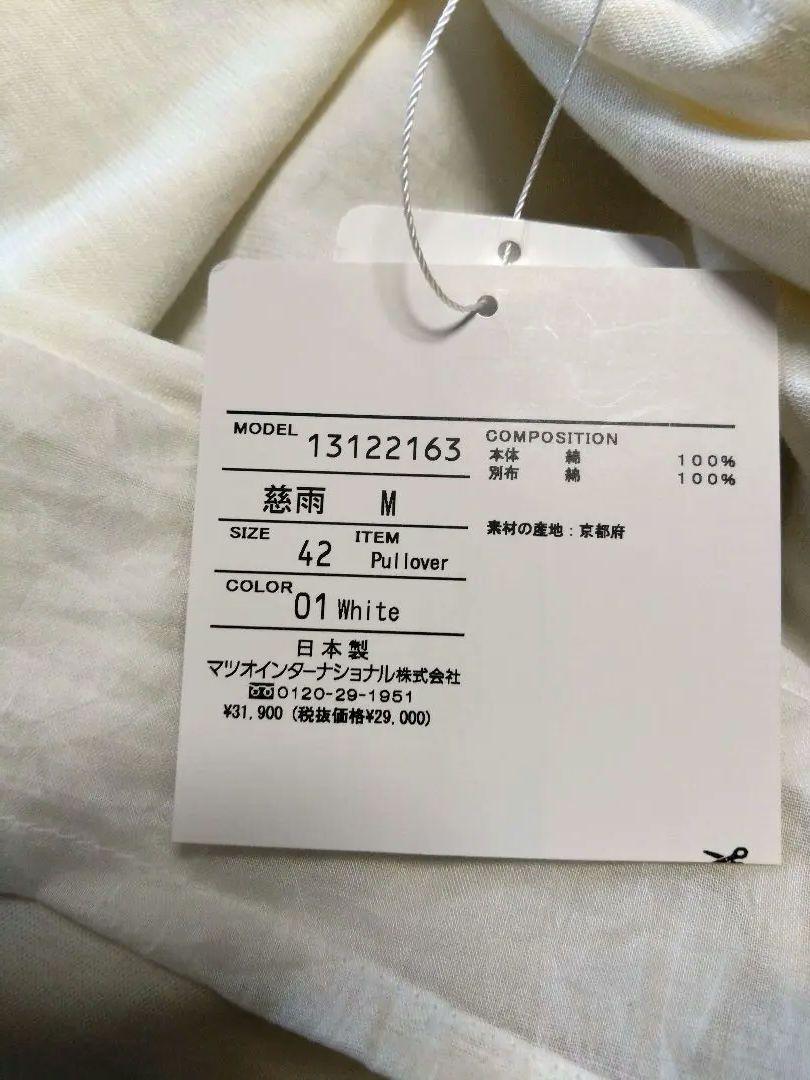 MODEL 13122163
慈雨 M
SIZE 42 ITEM Pullover
COLOR 01 White
日本製
マツオインターナショナル株式会社
0120-29-1951
¥31,900 (税抜価格¥29,000)
COMPOSITION
本体 綿 100%
別布 綿 100%
素材の産地：京都府